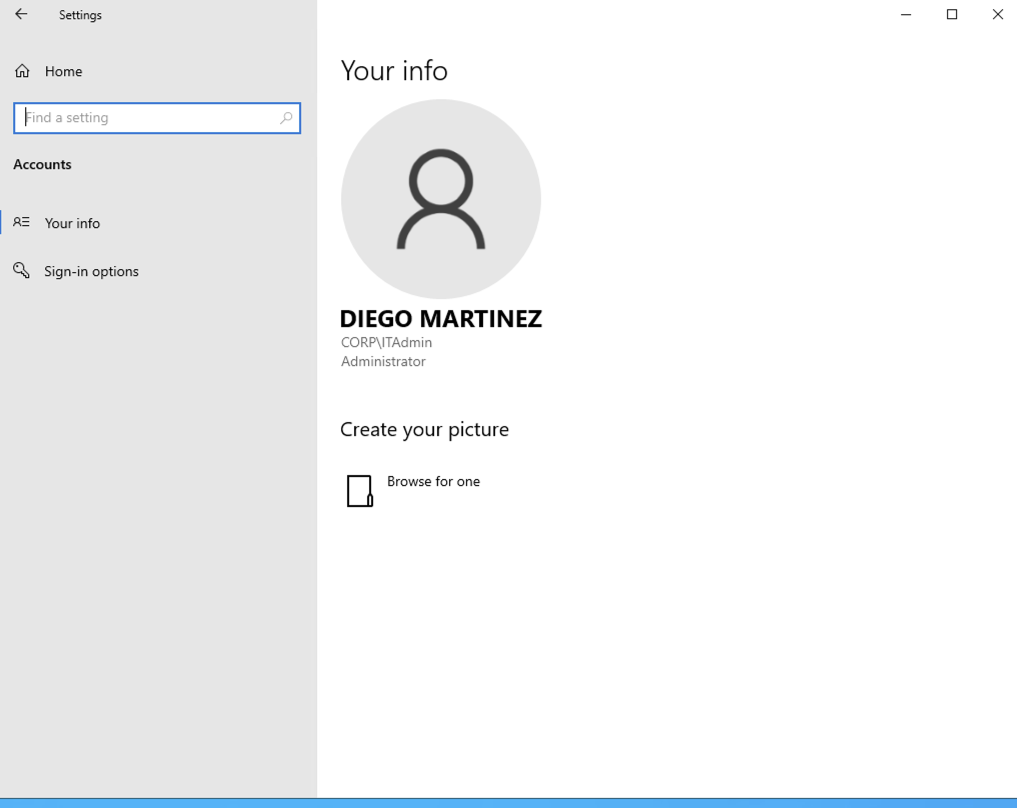 Settings
Home
Find a setting
Accounts
Your info
Sign-in options
Your info
DIEGO MARTINEZ
CORP\ITAdmin
Administrator
Create your picture
Browse for one